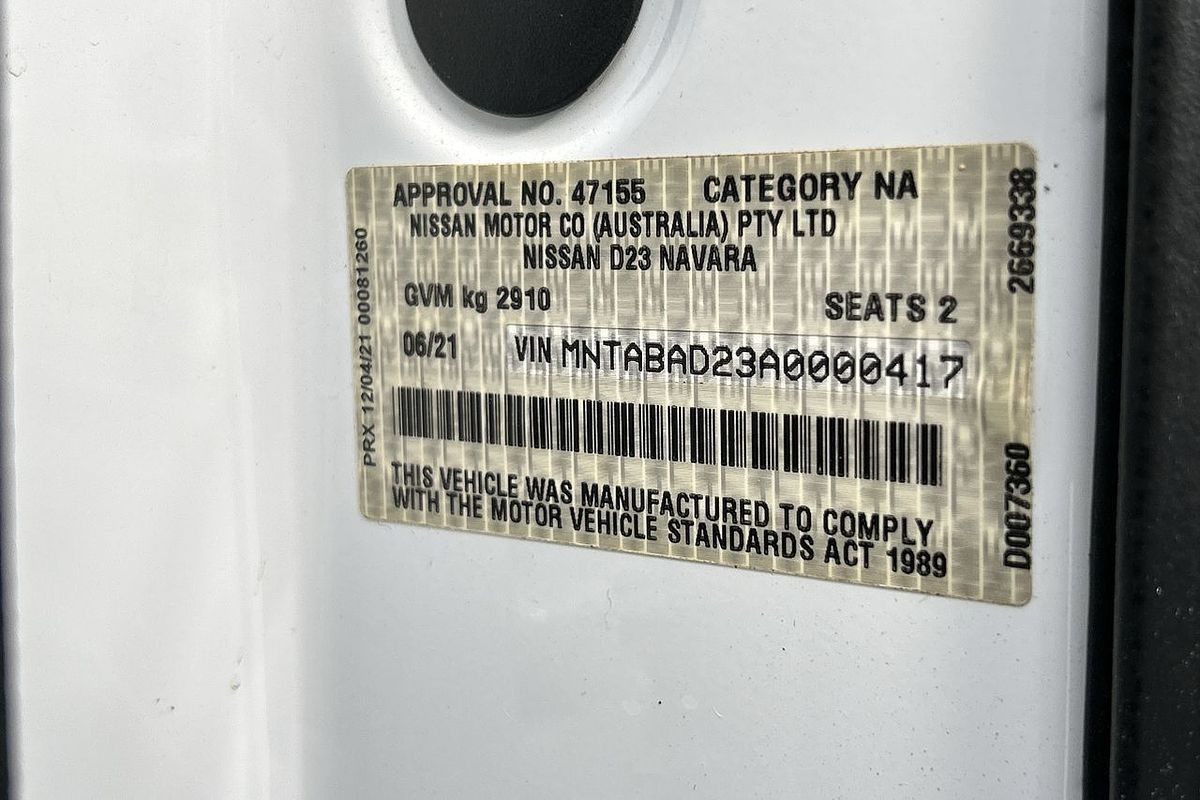 APPROVAL NO. 47155 CATEGORY NA
NISSAN MOTOR CO (AUSTRALIA) PTY LTD
NISSAN D23 NAVARA
GVM kg 2910 SEATS 2
06/21 VIN MNTABAD23A0000417
THIS VEHICLE WAS MANUFACTURED TO COMPLY
WITH THE MOTOR VEHICLE STANDARDS ACT 1989
PRX 12/04/21 00081260
2669338
D007360